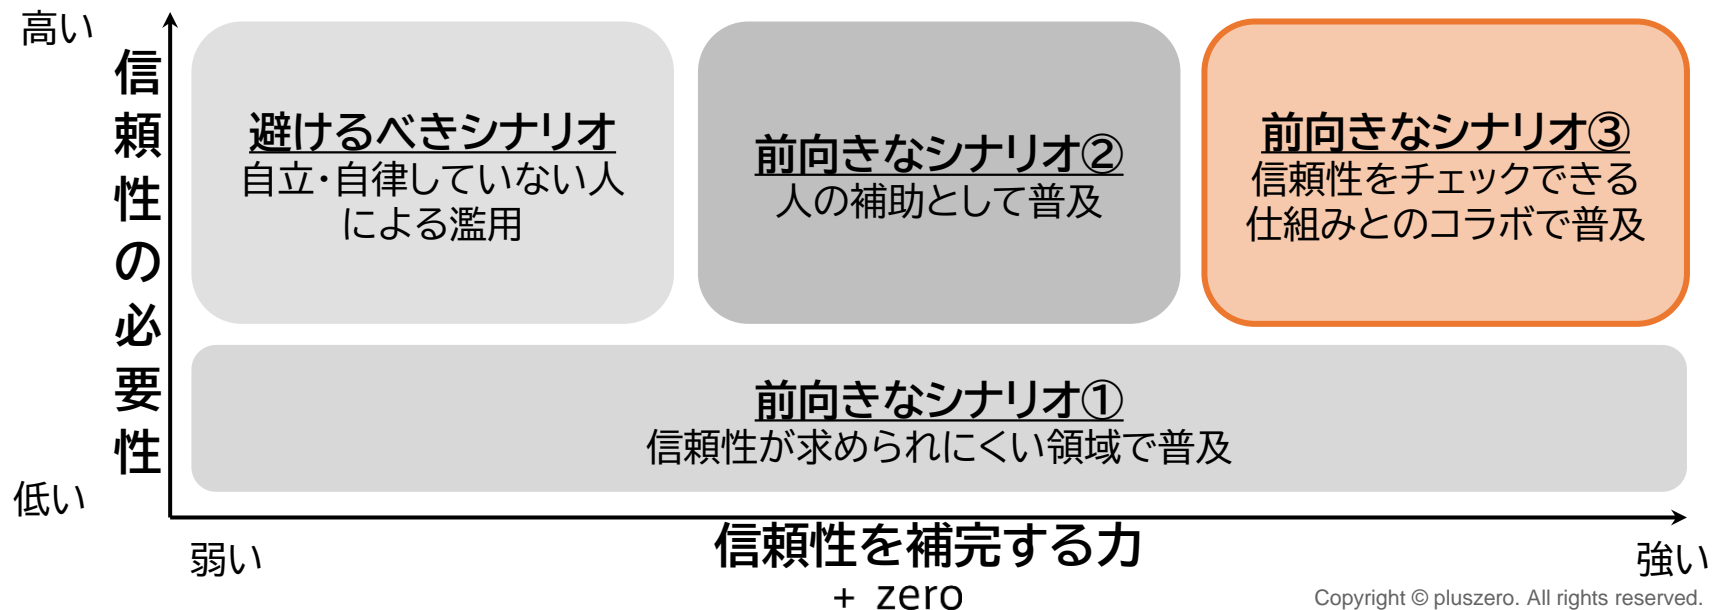 高い
信頼性の必要性
低い
避けるべきシナリオ
自立・自律していない人
による濫用
前向きなシナリオ②
人の補助として普及
前向きなシナリオ③
信頼性をチェックできる
仕組みとのコラボで普及
前向きなシナリオ①
信頼性が求められにくい領域で普及
弱い
信頼性を補完する力
強い
+ zero
Copyright © pluszero. All rights reserved.